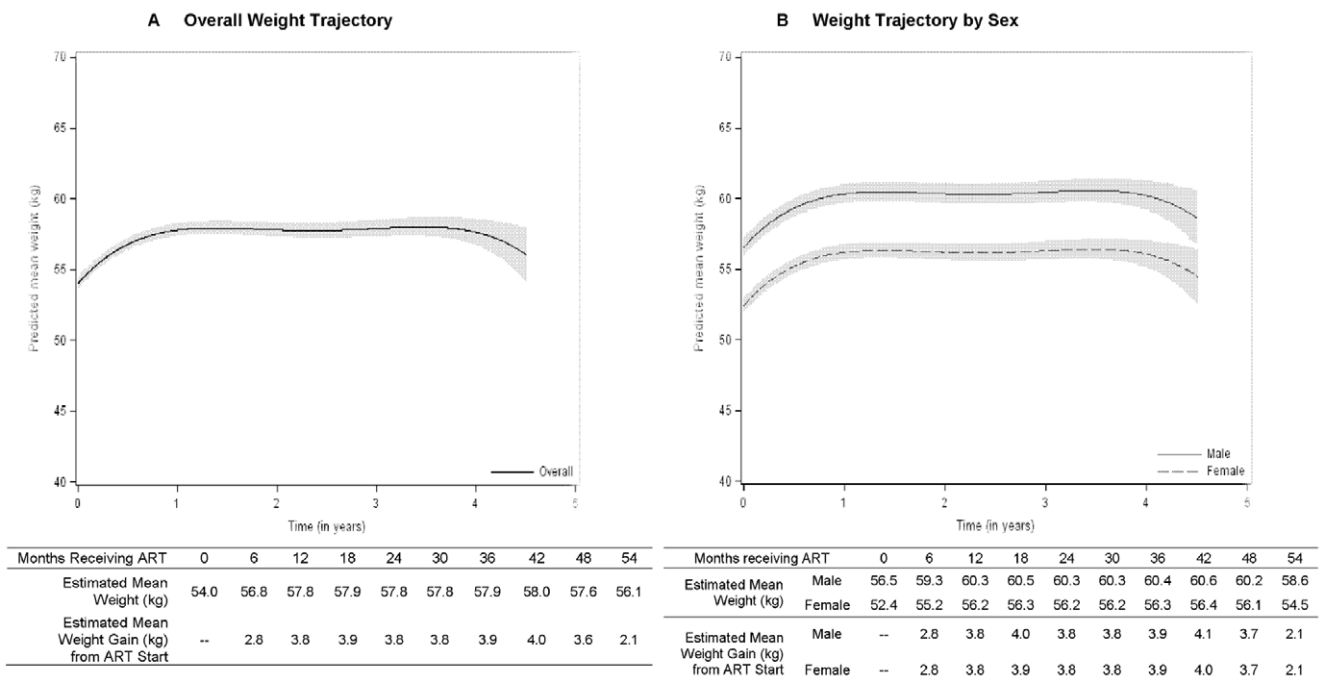 A Overall Weight Trajectory
70
65
60
55
50
45
40
Predicted mean weight (kg)
Overall
0 1 2 3 4 5
Time (in years)
Months Receiving ART 0 6 12 18 24 30 36 42 48 54
Estimated Mean
Weight (kg)
54.0 56.8 57.8 57.9 57.8 57.8 57.9 58.0 57.6 56.1
Estimated Mean
Weight Gain (kg)
from ART Start
-- 2.8 3.8 3.9 3.8 3.8 3.9 4.0 3.6 2.1
B Weight Trajectory by Sex
70
65
60
55
50
45
40
Predicted mean weight (kg)
Male
Female
0 1 2 3 4 5
Time (in years)
Months receiving ART 0 6 12 18 24 30 36 42 48 54
Estimated Mean
Weight (kg)
Male 56.5 59.3 60.3 60.5 60.3 60.3 60.4 60.6 60.2 58.6
Female 52.4 55.2 56.2 56.3 56.2 56.2 56.3 56.4 56.1 54.5
Estimated Mean
Weight Gain (kg)
from ART Start
Male -- 2.8 3.8 4.0 3.8 3.8 3.9 4.1 3.7 2.1
Female -- 2.8 3.8 3.9 3.8 3.8 3.9 4.0 3.7 2.1